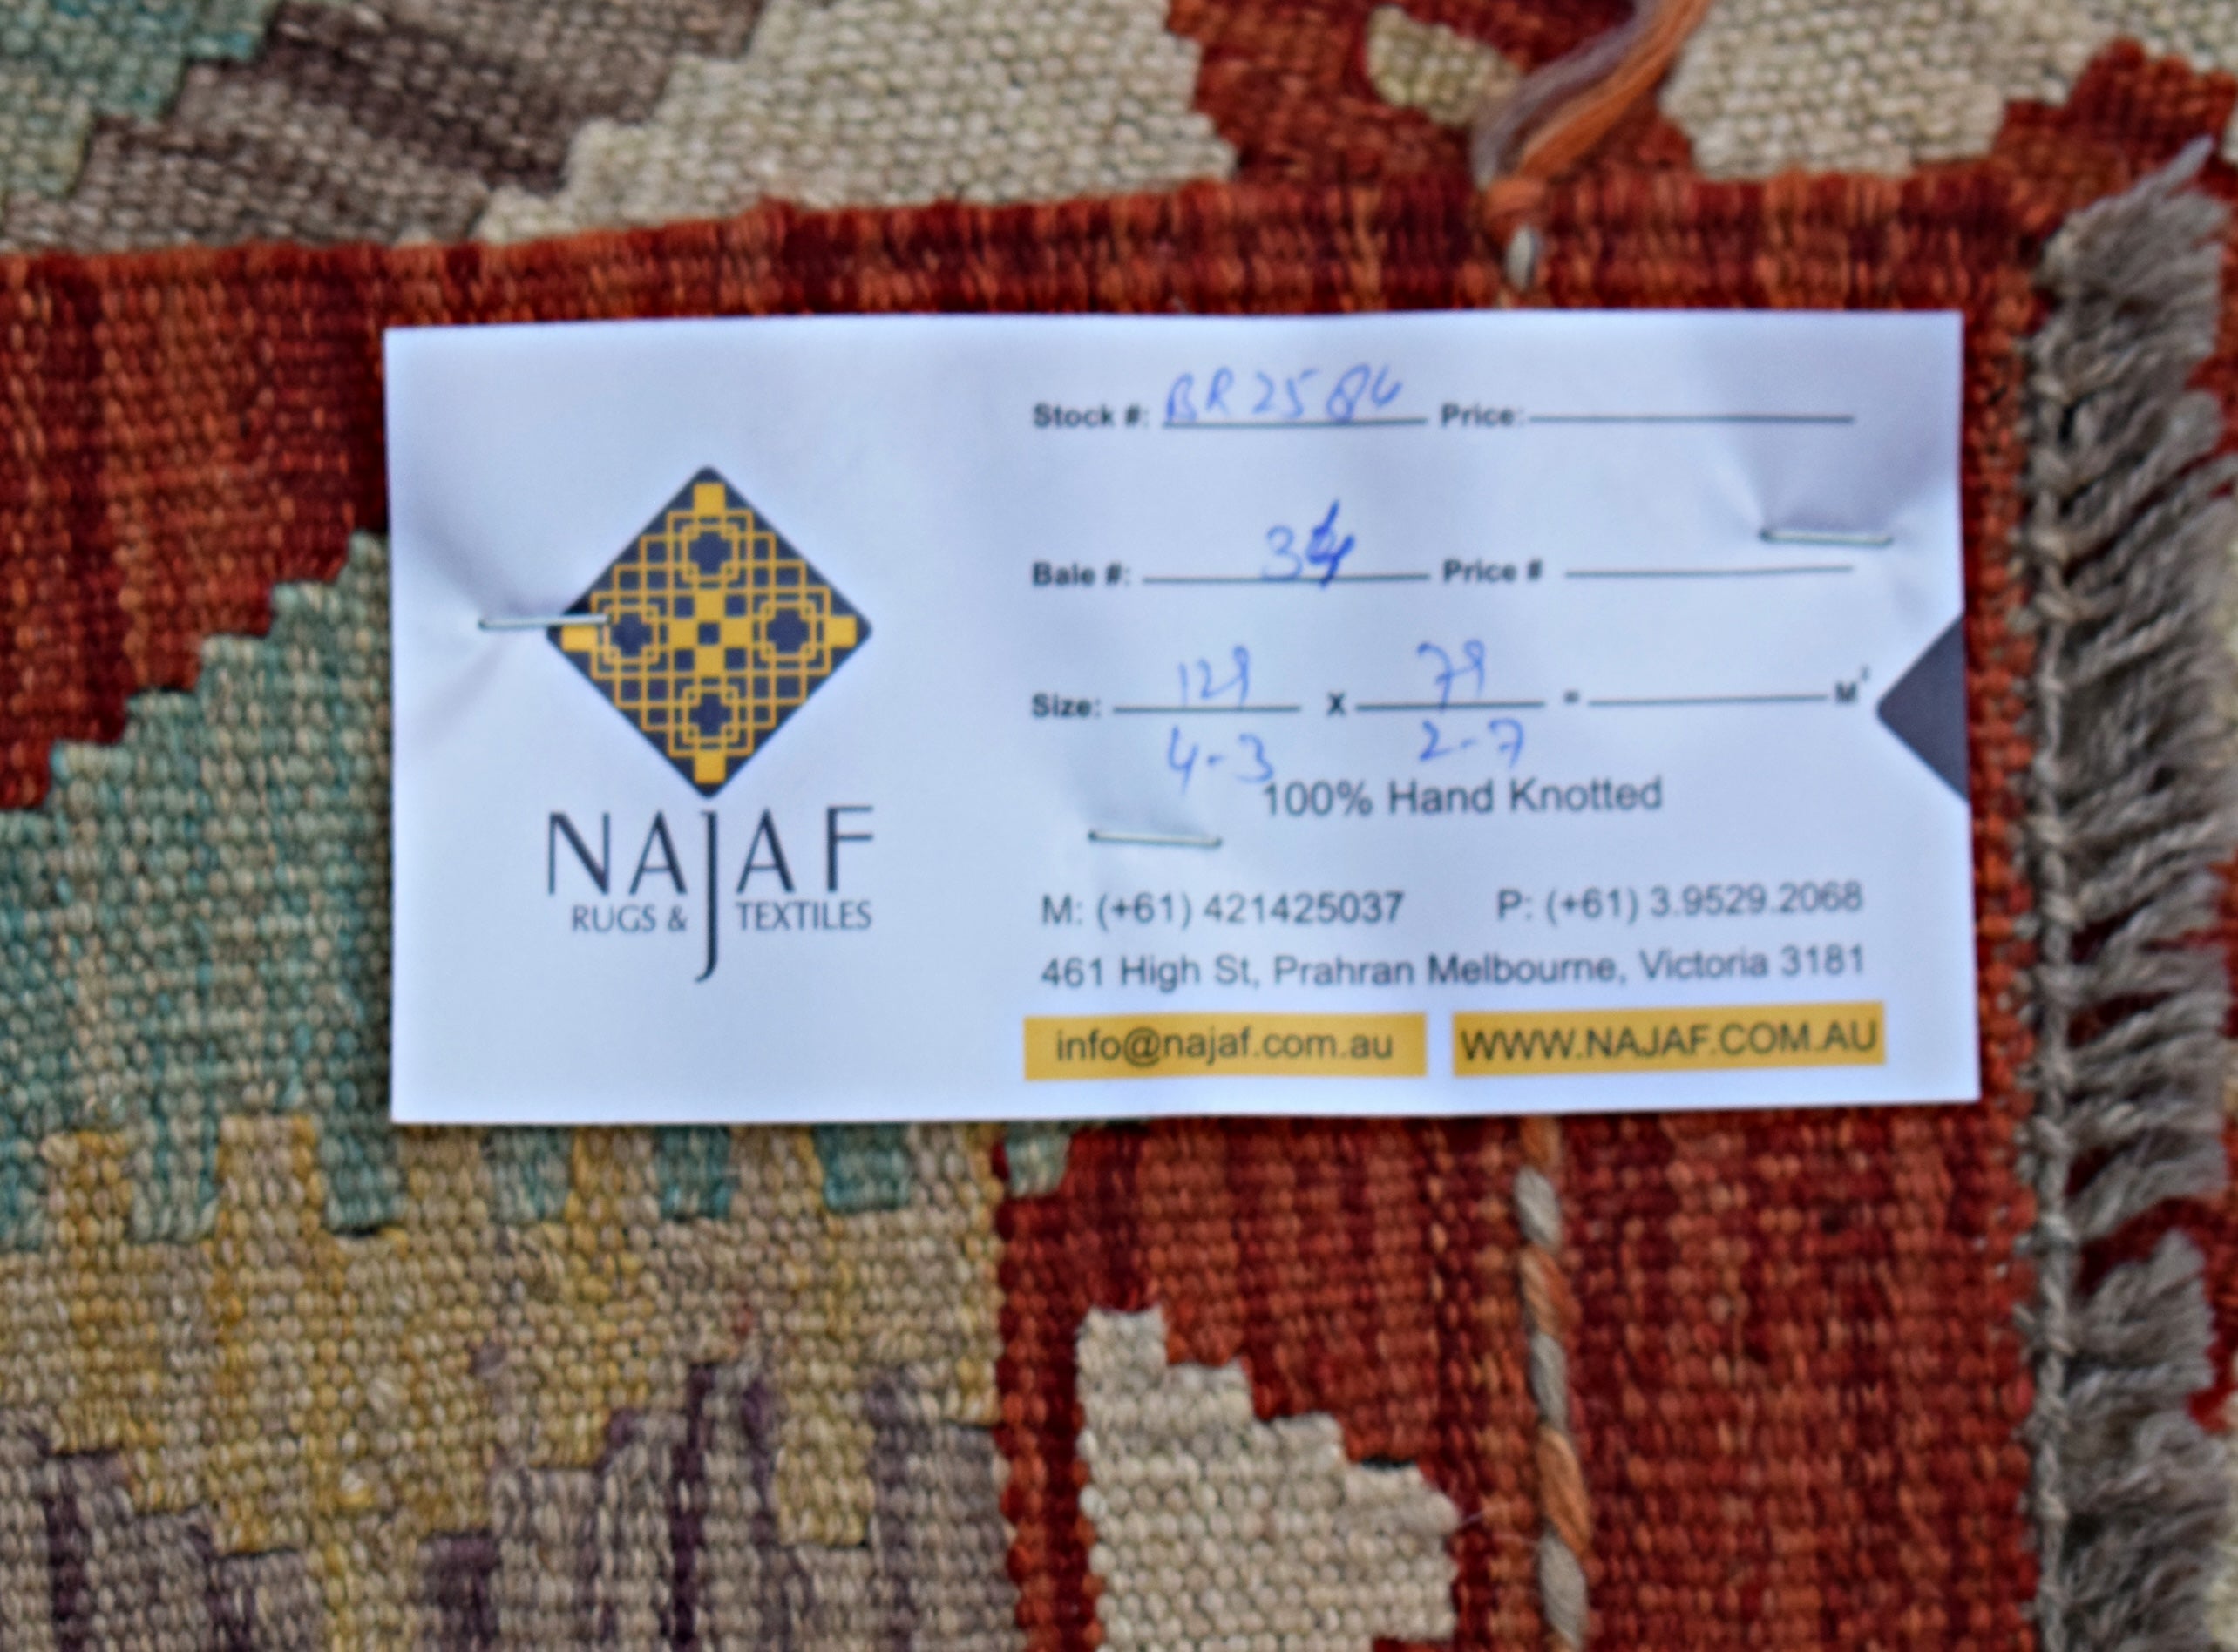 NAJAF
RUGS & TEXTILES
Stock #: BR2584 Price:
Bale #: 34 Price #
Size: 129 X 79 = M²
4-3 2-7
100% Hand Knotted
M: (+61) 421425037 P: (+61) 3.9529.2068
461 High St, Prahran Melbourne, Victoria 3181
info@najaf.com.au WWW.NAJAF.COM.AU